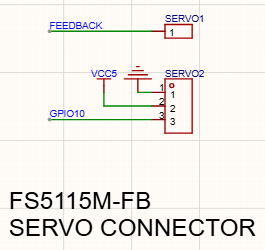 FEEDBACK
SERVO1
1
VCC5
SERVO2
1
1
2
2
GPIO10
3
3
FS5115M-FB
SERVO CONNECTOR